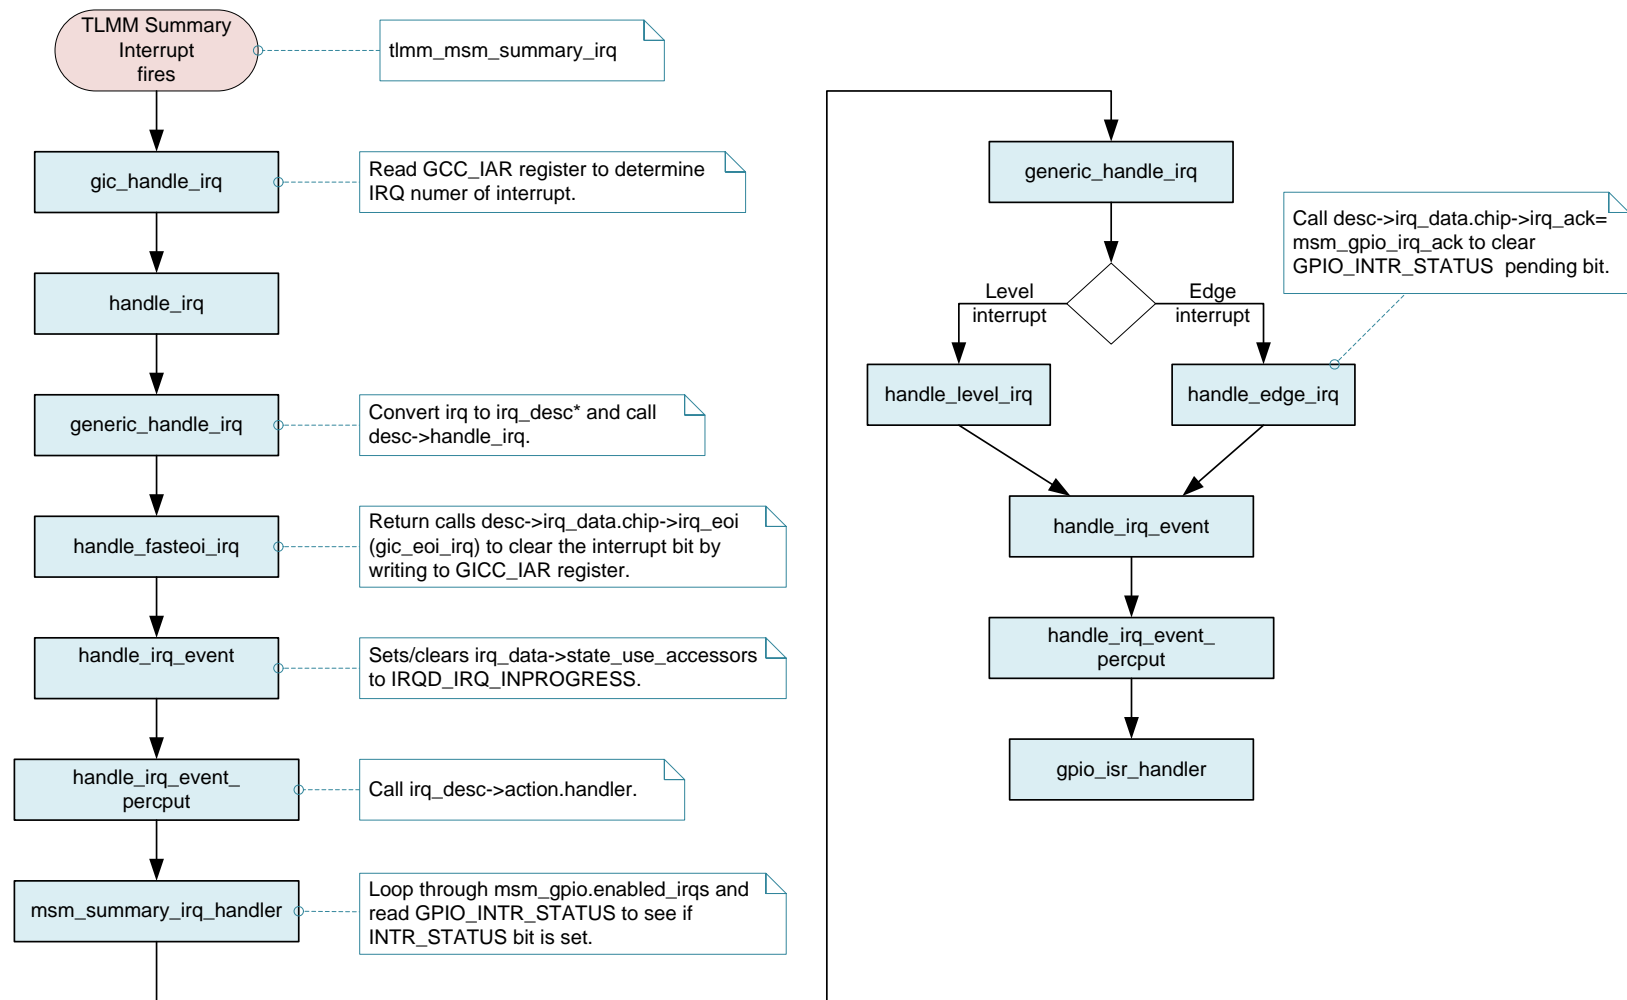 TLMM Summary
Interrupt
fires
tlmm_msm_summary_irq
gic_handle_irq
Read GCC_IAR register to determine
IRQ numer of interrupt.
handle_irq
generic_handle_irq
Convert irq to irq_desc* and call
desc->handle_irq.
handle_fasteoi_irq
Return calls desc->irq_data.chip->irq_eoi
(gic_eoi_irq) to clear the interrupt bit by
writing to GICC_IAR register.
handle_irq_event
Sets/clears irq_data->state_use_accessors
to IRQD_IRQ_INPROGRESS.
handle_irq_event_
percput
Call irq_desc->action.handler.
msm_summary_irq_handler
Loop through msm_gpio.enabled_irqs and
read GPIO_INTR_STATUS to see if
INTR_STATUS bit is set.
generic_handle_irq
Call desc->irq_data.chip->irq_ack=
msm_gpio_irq_ack to clear
GPIO_INTR_STATUS  pending bit.
Level
interrupt
Edge
interrupt
handle_level_irq
handle_edge_irq
handle_irq_event
handle_irq_event_
percput
gpio_isr_handler